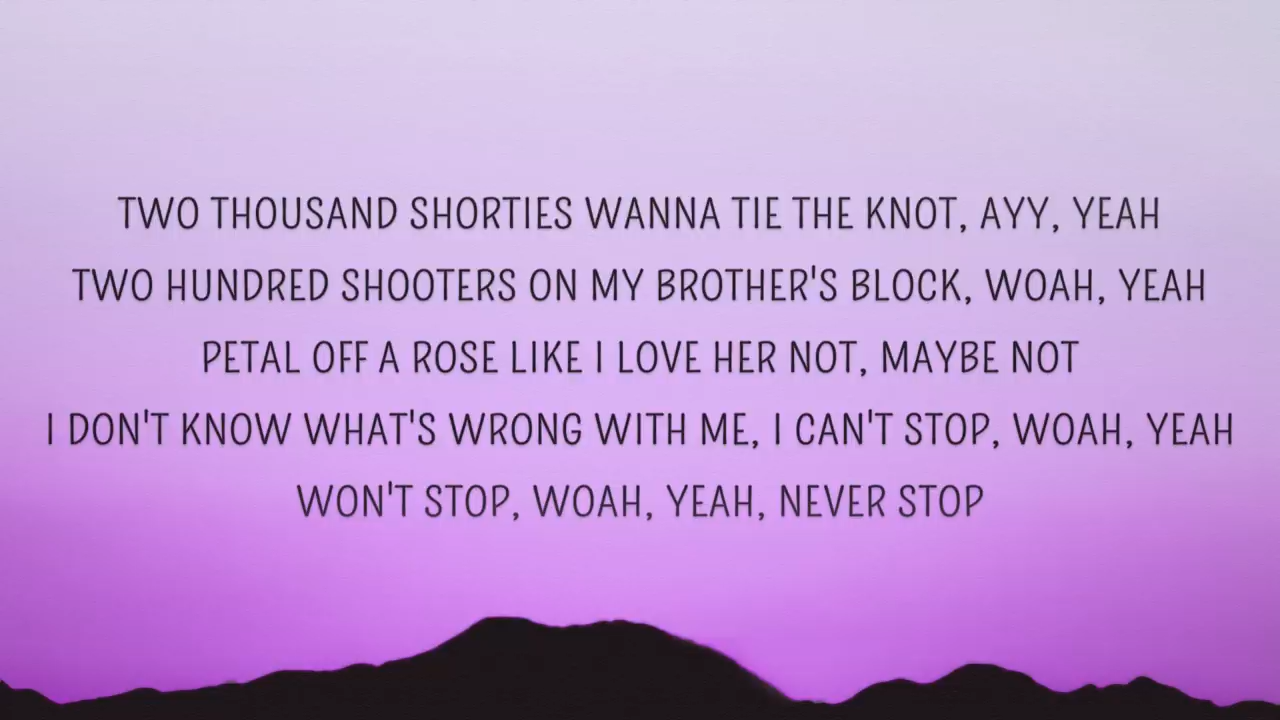 TWO THOUSAND SHORTIES WANNA TIE THE KNOT, AYY, YEAH
TWO HUNDRED SHOOTERS ON MY BROTHER'S BLOCK, WOAH, YEAH
PETAL OFF A ROSE LIKE I LOVE HER NOT, MAYBE NOT
I DON'T KNOW WHAT'S WRONG WITH ME, I CAN'T STOP, WOAH, YEAH
WON'T STOP, WOAH, YEAH, NEVER STOP